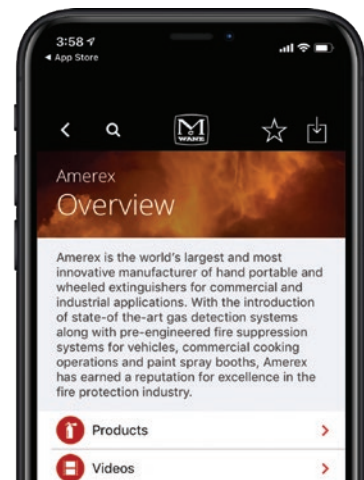 3:58
App Store
M
WANE
Amerex
Overview
Amerex is the world's largest and most
innovative manufacturer of hand portable and
wheeled extinguishers for commercial and
industrial applications. With the introduction
of state-of the-art gas detection systems
along with pre-engineered fire suppression
systems for vehicles, commercial cooking
operations and paint spray booths, Amerex
has earned a reputation for excellence in the
fire protection industry.
Products
Videos